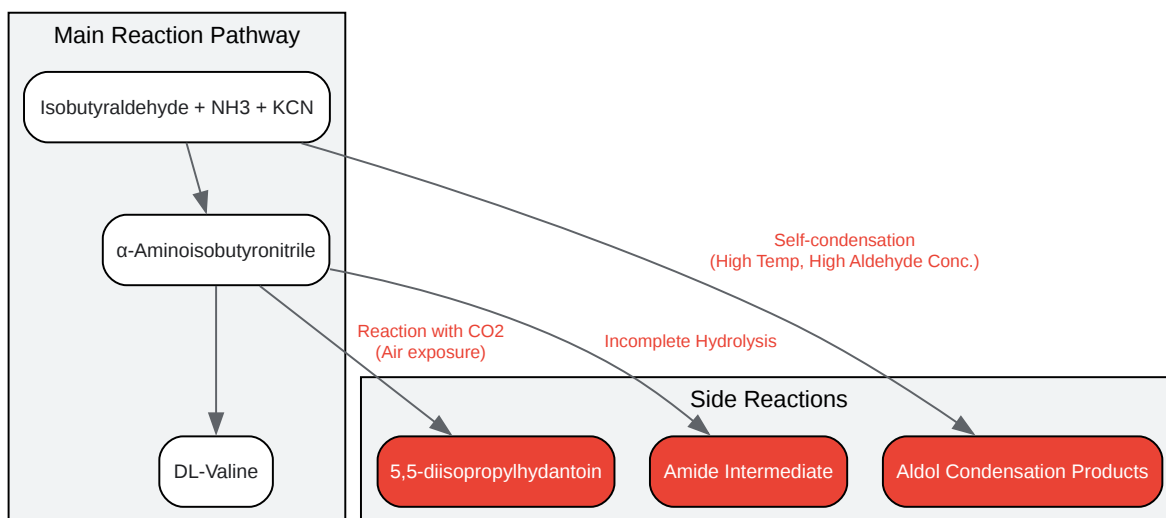 Main Reaction Pathway
Isobutyraldehyde + NH3 + KCN
α-Aminoisobutyronitrile
Self-condensation
(High Temp, High Aldehyde Conc.)
Reaction with CO2
(Air exposure)
Incomplete Hydrolysis
Side Reactions
DL-Valine
5,5-diisopropylhydantoin
Amide Intermediate
Aldol Condensation Products